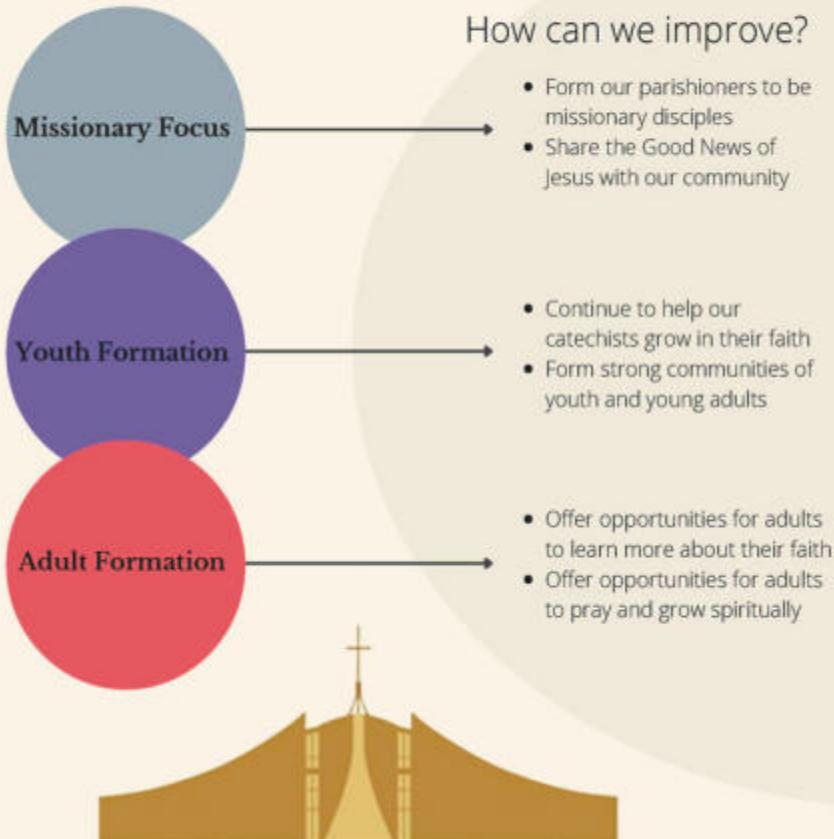 How can we improve?
Missionary Focus
• Form our parishioners to be
missionary disciples
• Share the Good News of
Jesus with our community
Youth Formation
• Continue to help our
catechists grow in their faith
• Form strong communities of
youth and young adults
Adult Formation
• Offer opportunities for adults
to learn more about their faith
• Offer opportunities for adults
to pray and grow spiritually